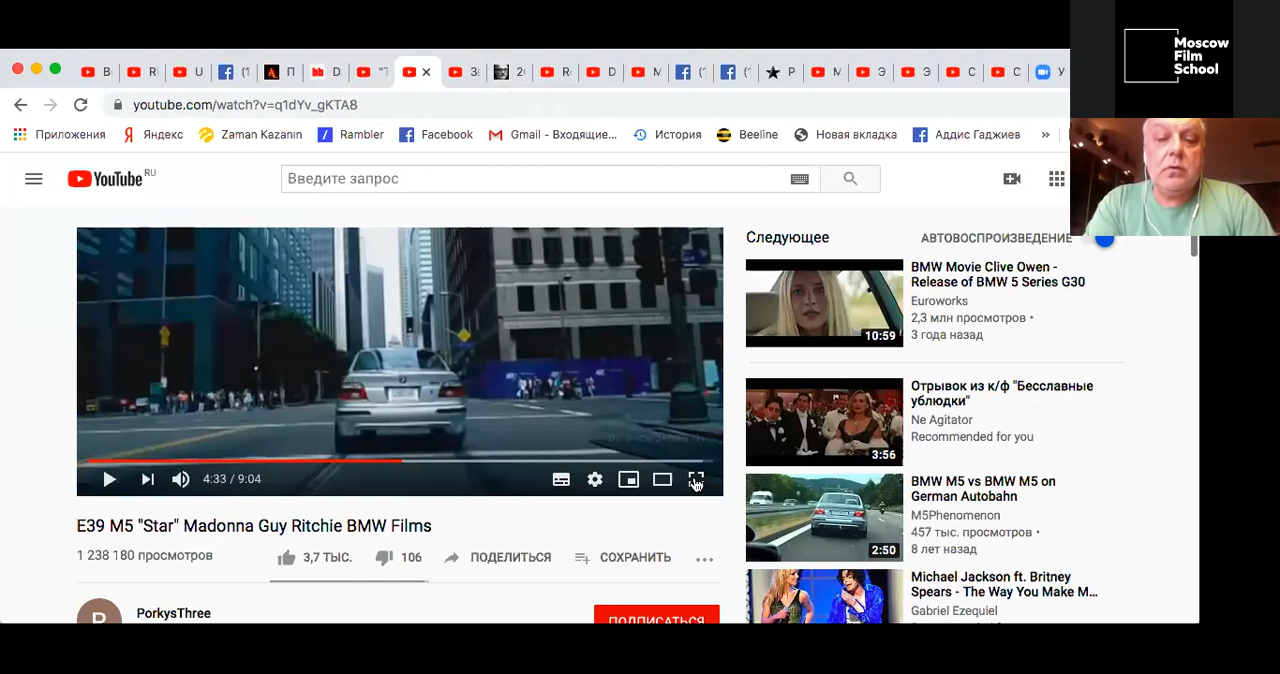 Moscow
Film
School
youtube.com/watch?v=q1dYv_gKTA8
Приложения
Яндекс
Zaman Kazanın
Rambler
Facebook
Gmail - Входящие...
История
Beeline
Новая вкладка
Аддис Гаджиев
»
YouTube RU
Введите запрос
4:33 / 9:04
E39 M5 "Star" Madonna Guy Ritchie BMW Films
1 238 180 просмотров
3,7 ТЫС.
106
ПОДЕЛИТЬСЯ
СОХРАНИТЬ
PorkysThree
ПОДПИСАТЬСЯ
Следующее
АВТОВОСПРОИЗВЕДЕНИЕ
10:59
BMW Movie Clive Owen -
Release of BMW 5 Series G30
Euroworks
2,3 млн просмотров •
3 года назад
3:56
Отрывок из к/ф "Бесславные
ублюдки"
Ne Agitator
Recommended for you
2:50
BMW M5 vs BMW M5 on
German Autobahn
M5Phenomenon
457 тыс. просмотров •
8 лет назад
Michael Jackson ft. Britney
Spears - The Way You Make M...
Gabriel Ezequiel